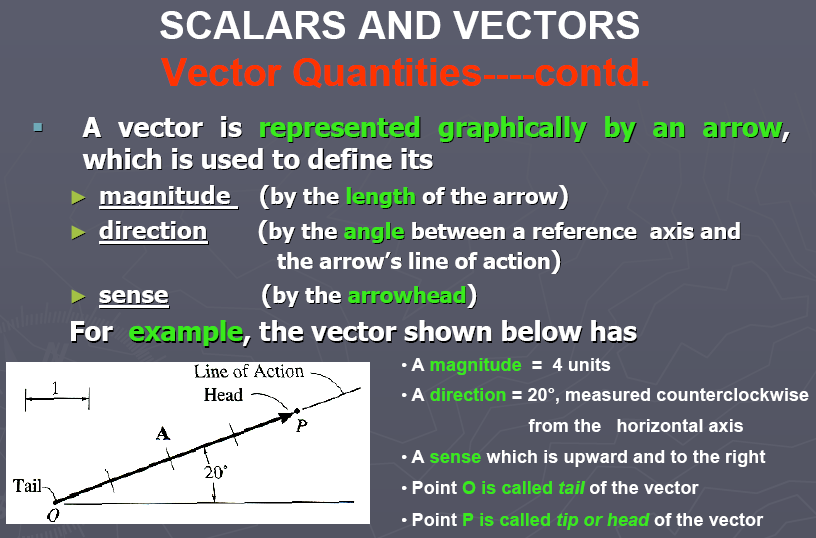 SCALARS AND VECTORS
Vector Quantities----contd.
A vector is represented graphically by an arrow,
which is used to define its
magnitude (by the length of the arrow)
direction (by the angle between a reference axis and
the arrow's line of action)
sense (by the arrowhead)
For example, the vector shown below has
1
Line of Action
Head
P
A
20°
Tail
O
• A magnitude = 4 units
• A direction = 20°, measured counterclockwise
from the horizontal axis
• A sense which is upward and to the right
• Point O is called tail of the vector
• Point P is called tip or head of the vector